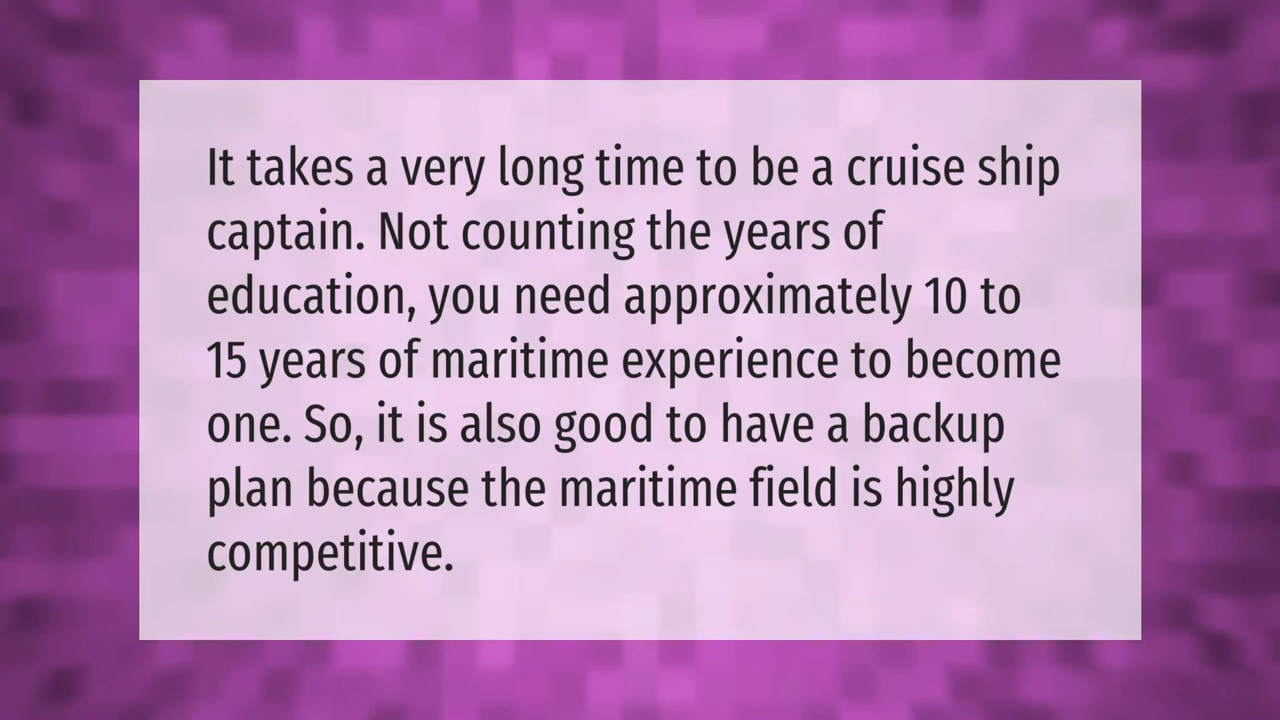 It takes a very long time to be a cruise ship
captain. Not counting the years of
education, you need approximately 10 to
15 years of maritime experience to become
one. So, it is also good to have a backup
plan because the maritime field is highly
competitive.